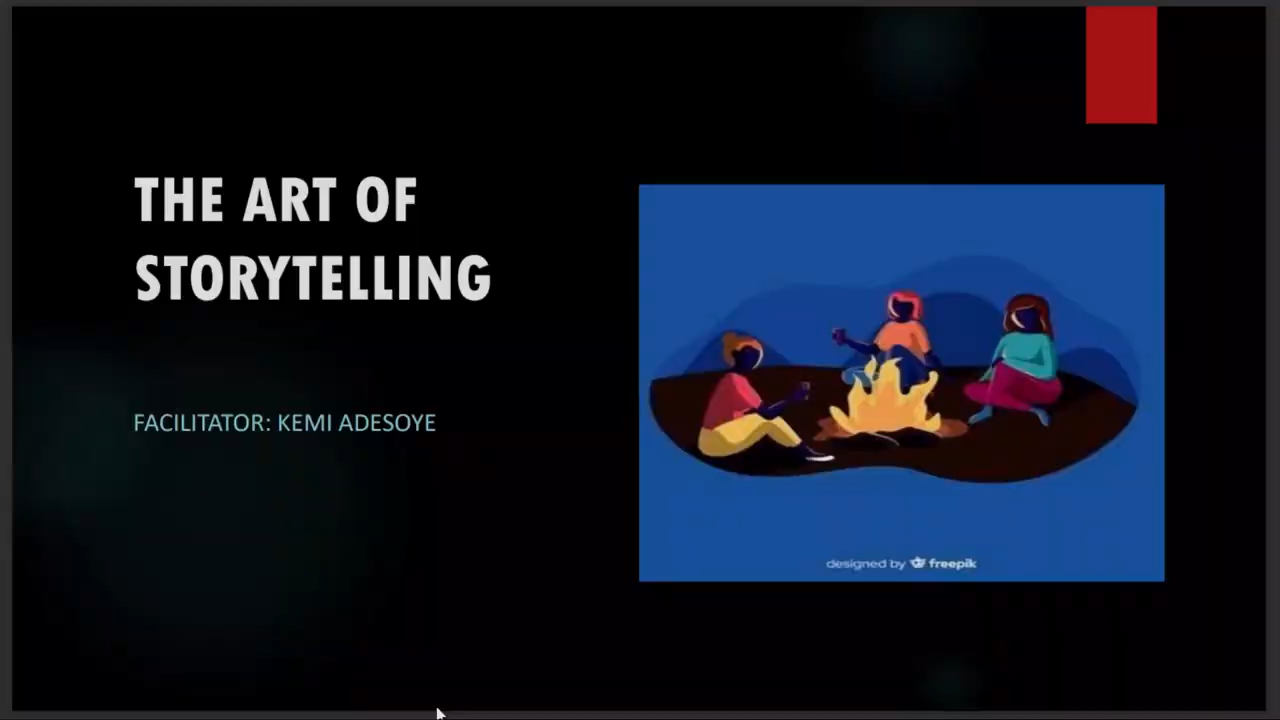 THE ART OF
STORYTELLING
FACILITATOR: KEMI ADESOYE
designed by freepik